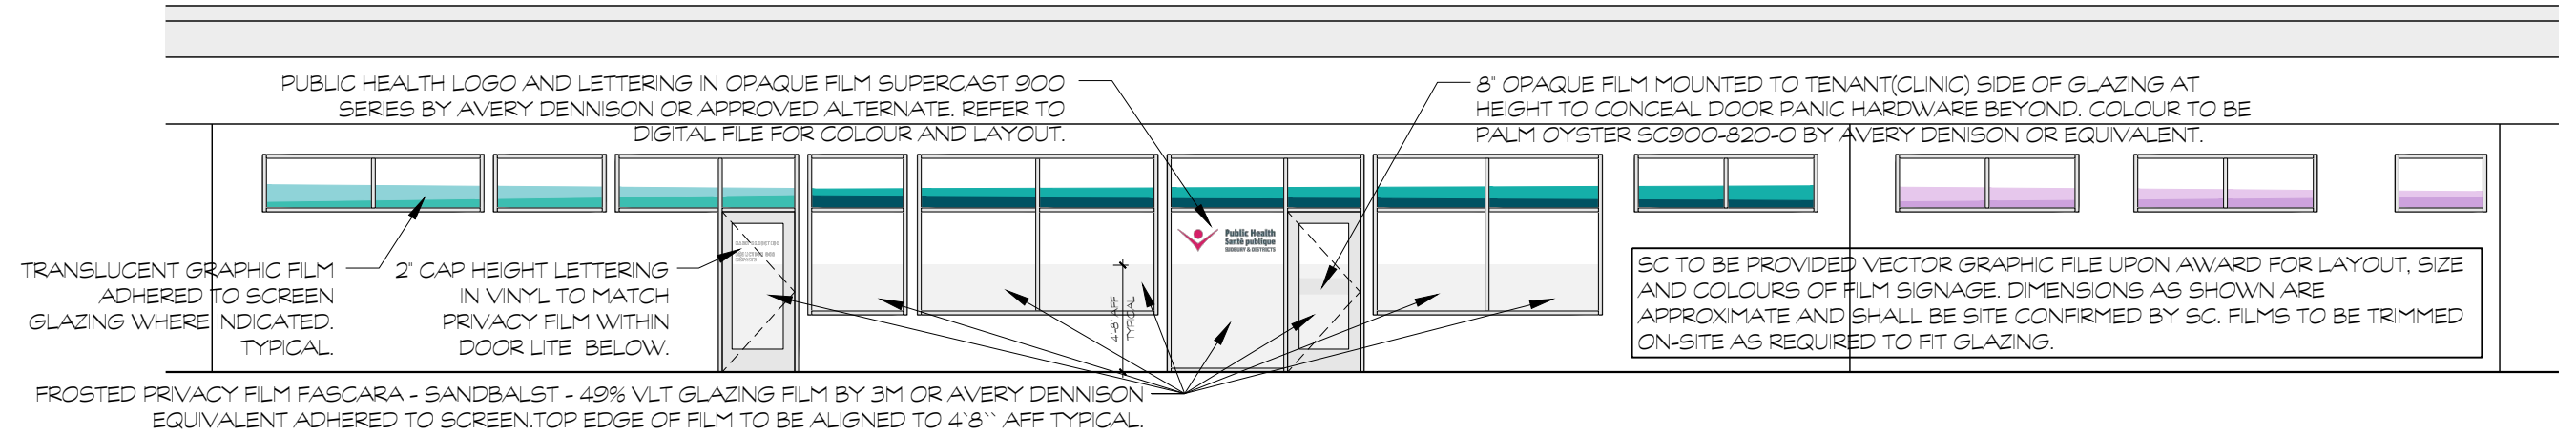 PUBLIC HEALTH LOGO AND LETTERING IN OPAQUE FILM SUPERCAST 900
SERIES BY AVERY DENNISON OR APPROVED ALTERNATE. REFER TO
DIGITAL FILE FOR COLOUR AND LAYOUT.
8" OPAQUE FILM MOUNTED TO TENANT(CLINIC) SIDE OF GLAZING AT
HEIGHT TO CONCEAL DOOR PANIC HARDWARE BEYOND. COLOUR TO BE
PALM OYSTER SC900-820-O BY AVERY DENISON OR EQUIVALENT.
Public Health
Santé publique
SUDBURY & DISTRICTS
TRANSLUCENT GRAPHIC FILM
ADHERED TO SCREEN
GLAZING WHERE INDICATED.
TYPICAL.
2" CAP HEIGHT LETTERING
IN VINYL TO MATCH
PRIVACY FILM WITHIN
DOOR LITE BELOW.
4'-8" AFF
TYPICAL
SC TO BE PROVIDED VECTOR GRAPHIC FILE UPON AWARD FOR LAYOUT, SIZE
AND COLOURS OF FILM SIGNAGE. DIMENSIONS AS SHOWN ARE
APPROXIMATE AND SHALL BE SITE CONFIRMED BY SC. FILMS TO BE TRIMMED
ON-SITE AS REQUIRED TO FIT GLAZING.
FROSTED PRIVACY FILM FASCARA - SANDBALST - 49% VLT GLAZING FILM BY 3M OR AVERY DENNISON
EQUIVALENT ADHERED TO SCREEN.TOP EDGE OF FILM TO BE ALIGNED TO 4`8`` AFF TYPICAL.